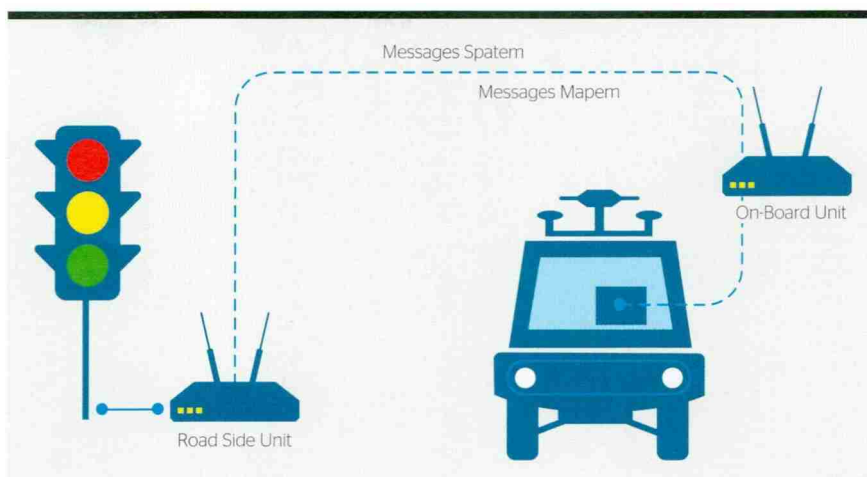 Messages Spatem
Messages Mapem
On-Board Unit
Road Side Unit